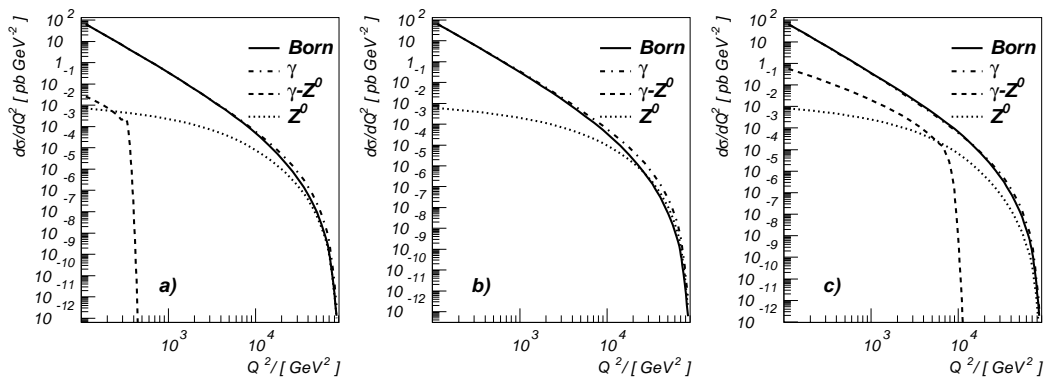 dσ/dQ² [ pb GeV⁻² ]
10²
10
1
10⁻¹
10⁻²
10⁻³
10⁻⁴
10⁻⁵
10⁻⁶
10⁻⁷
10⁻⁸
10⁻⁹
10⁻¹⁰
10⁻¹¹
10⁻¹²
Born
γ
γ-Z⁰
Z⁰
a)
10³ 10⁴
Q²/[ GeV² ]
dσ/dQ² [ pb GeV⁻² ]
10²
10
1
10⁻¹
10⁻²
10⁻³
10⁻⁴
10⁻⁵
10⁻⁶
10⁻⁷
10⁻⁸
10⁻⁹
10⁻¹⁰
10⁻¹¹
10⁻¹²
Born
γ
γ-Z⁰
Z⁰
b)
10³ 10⁴
Q²/[ GeV² ]
dσ/dQ² [ pb GeV⁻² ]
10²
10
1
10⁻¹
10⁻²
10⁻³
10⁻⁴
10⁻⁵
10⁻⁶
10⁻⁷
10⁻⁸
10⁻⁹
10⁻¹⁰
10⁻¹¹
10⁻¹²
Born
γ
γ-Z⁰
Z⁰
c)
10³ 10⁴
Q²/[ GeV² ]